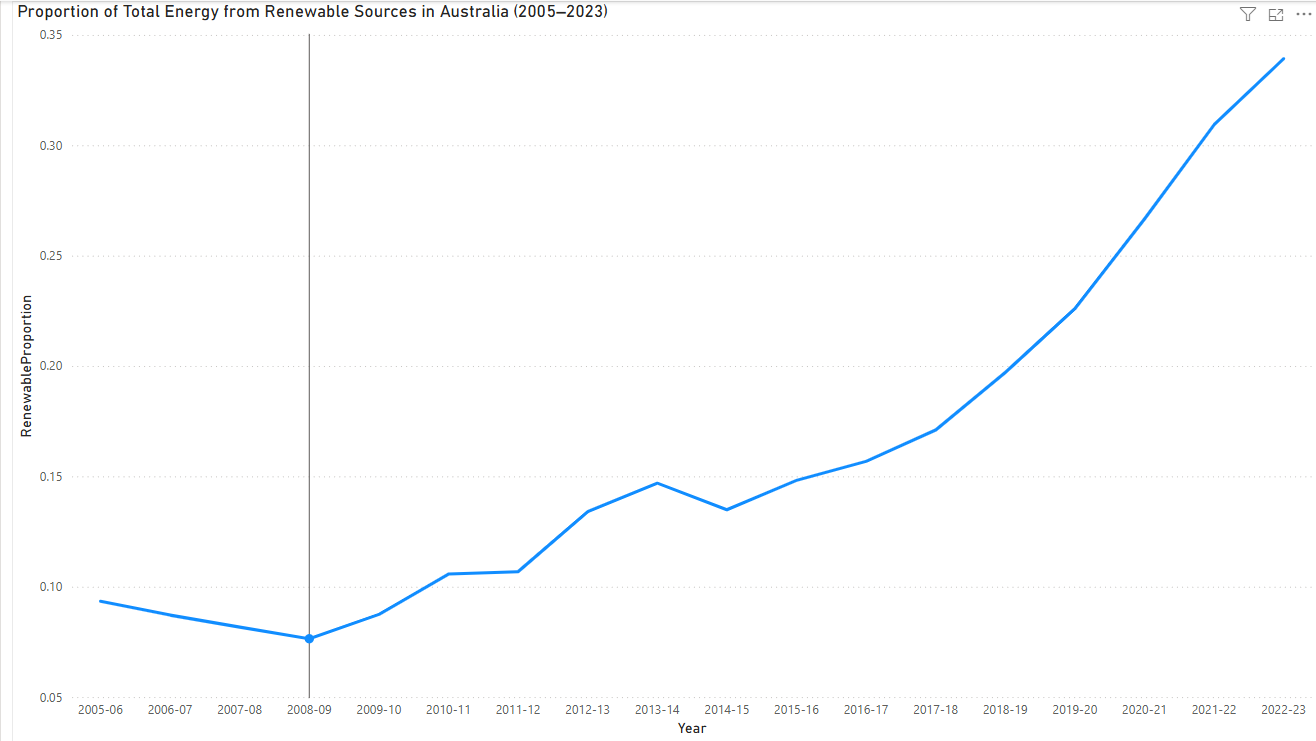 Proportion of Total Energy from Renewable Sources in Australia (2005–2023)
0.35
0.30
0.25
0.20
0.15
0.10
0.05
RenewableProportion
2005-06 2006-07 2007-08 2008-09 2009-10 2010-11 2011-12 2012-13 2013-14 2014-15 2015-16 2016-17 2017-18 2018-19 2019-20 2020-21 2021-22 2022-23
Year